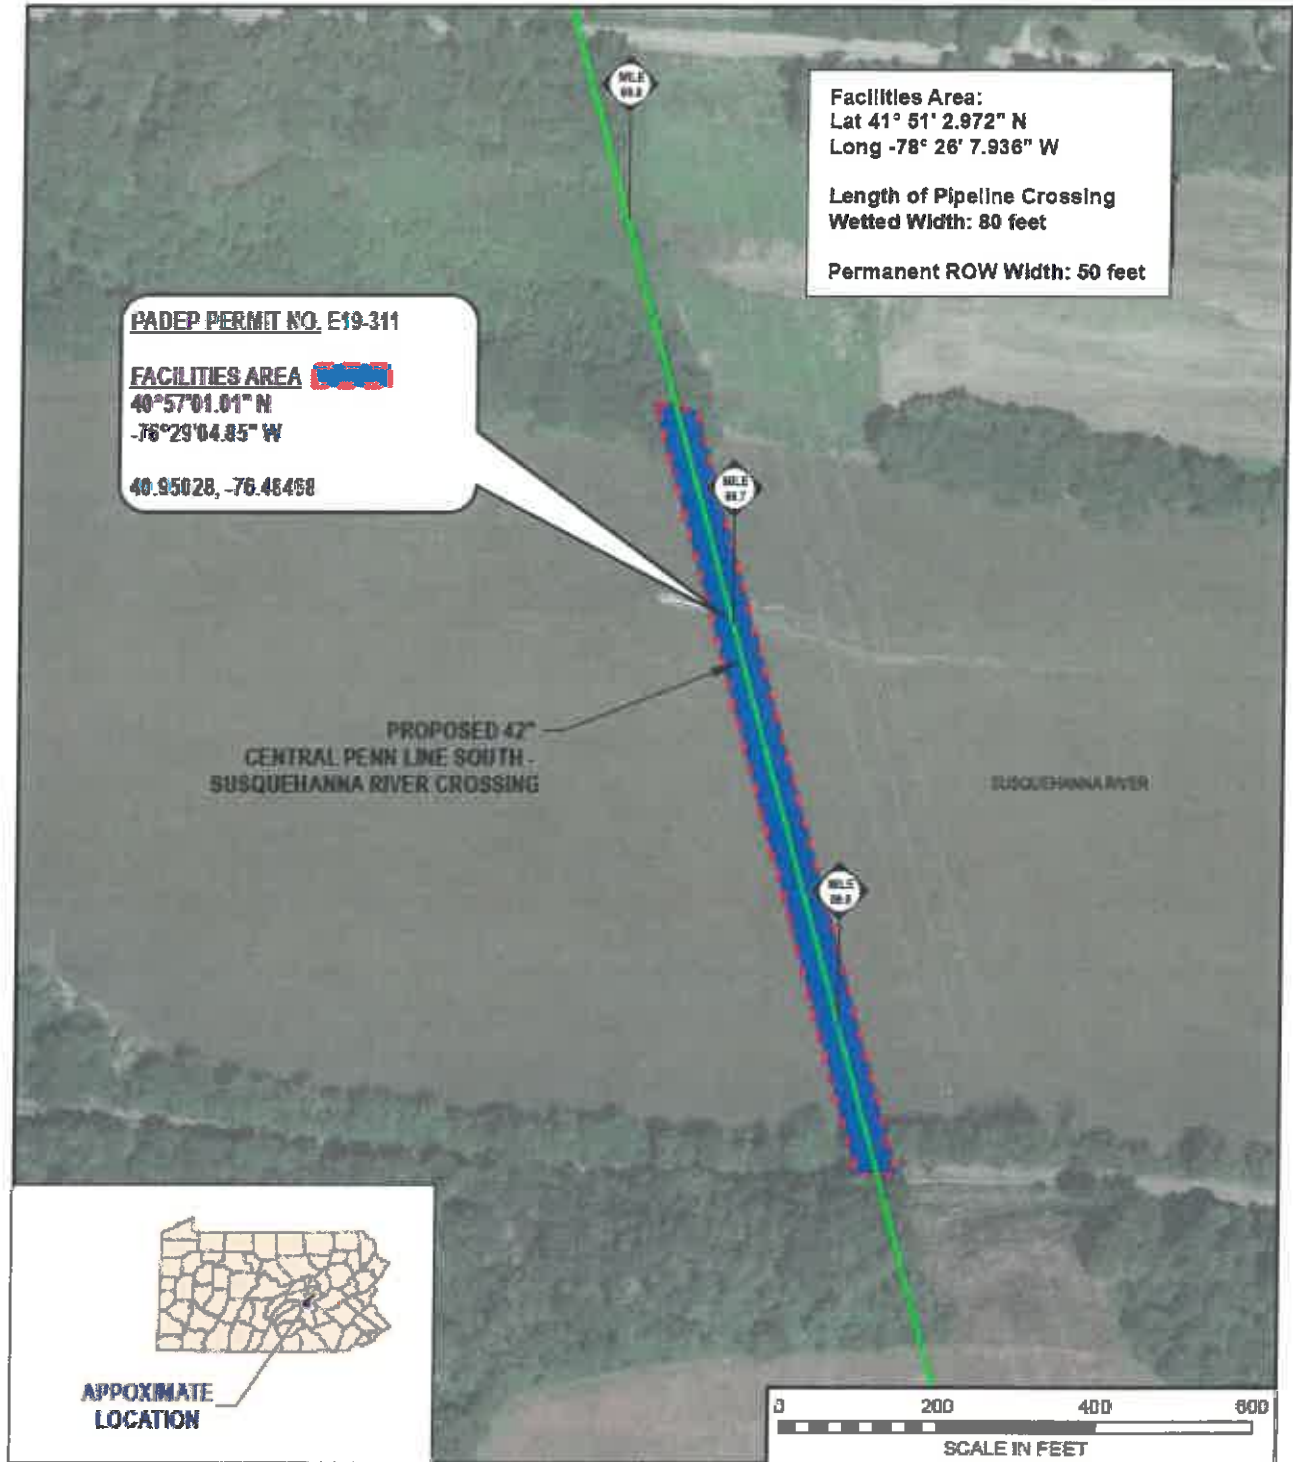 MILE
Facilities Area:
Lat 41° 51' 2.972" N
Long -78° 26' 7.936" W
Length of Pipeline Crossing
Wetted Width: 80 feet
Permanent ROW Width: 50 feet
PADEP PERMIT NO. E19-311
FACILITIES AREA
40°57'01.01" N
-76°29'04.85" W
40.95028, -76.48468
MILE
PROPOSED 42"
CENTRAL PENN LINE SOUTH -
SUSQUEHANNA RIVER CROSSING
SUSQUEHANNA RIVER
MILE
APPOXIMATE
LOCATION
0 200 400 600
SCALE IN FEET